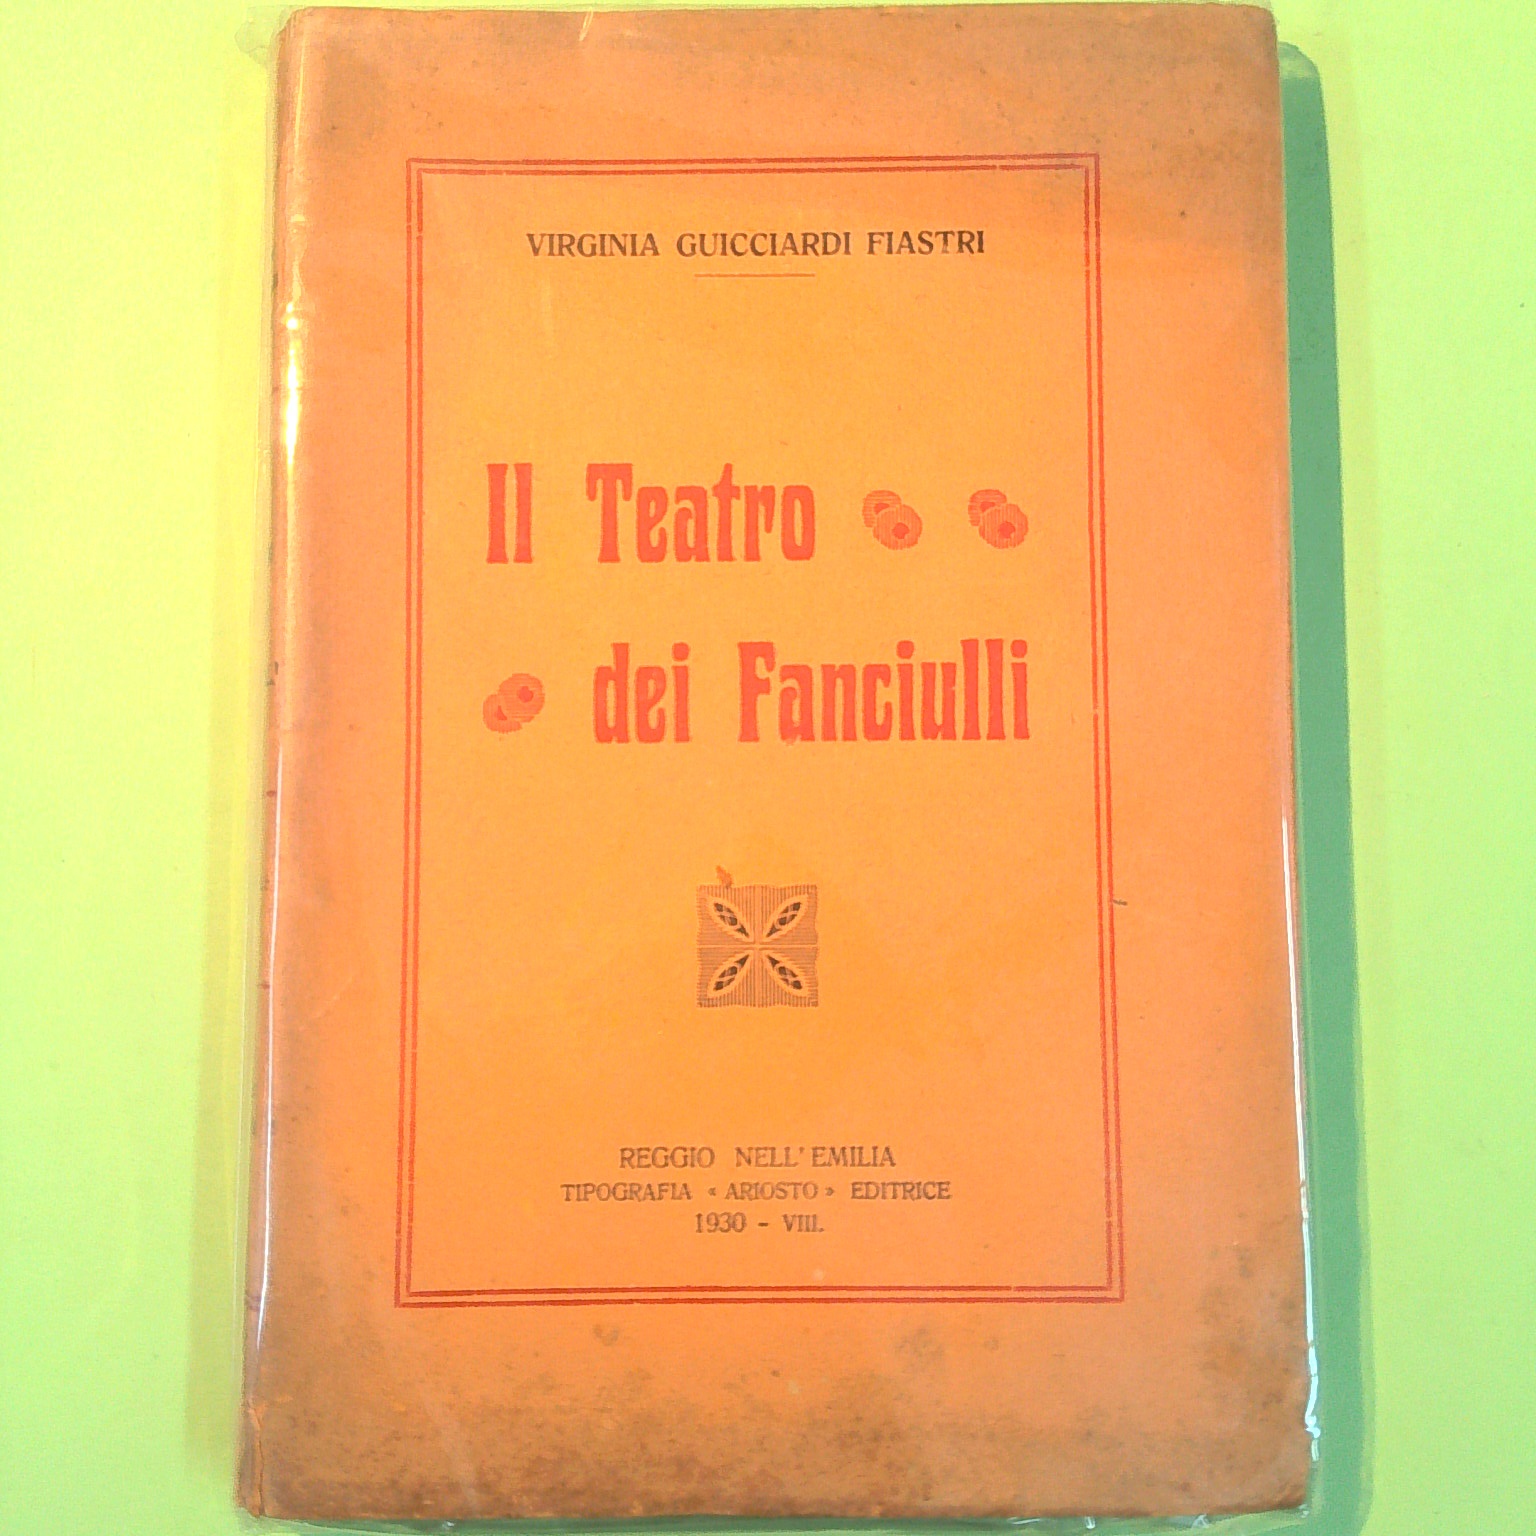 VIRGINIA GUICCIARDI FIASTRI
Il Teatro
dei Fanciulli
REGGIO NELL' EMILIA
TIPOGRAFIA « ARIOSTO » EDITRICE
1930 - VIII.